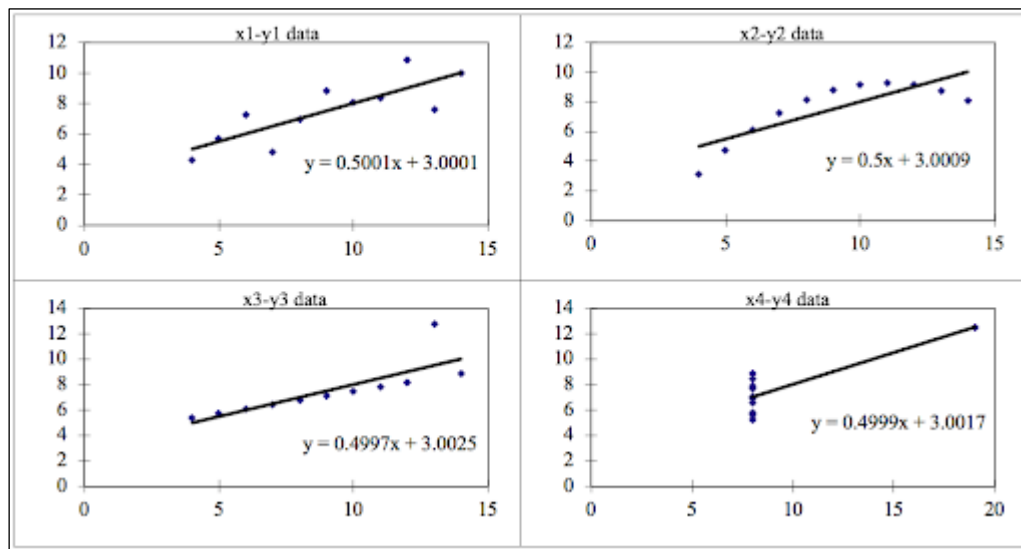 x1-y1 data
12
10
8
6
4
2
0
0 5 10 15
y = 0.5001x + 3.0001
x2-y2 data
12
10
8
6
4
2
0
0 5 10 15
y = 0.5x + 3.0009
x3-y3 data
14
12
10
8
6
4
2
0
0 5 10 15
y = 0.4997x + 3.0025
x4-y4 data
14
12
10
8
6
4
2
0
0 5 10 15 20
y = 0.4999x + 3.0017